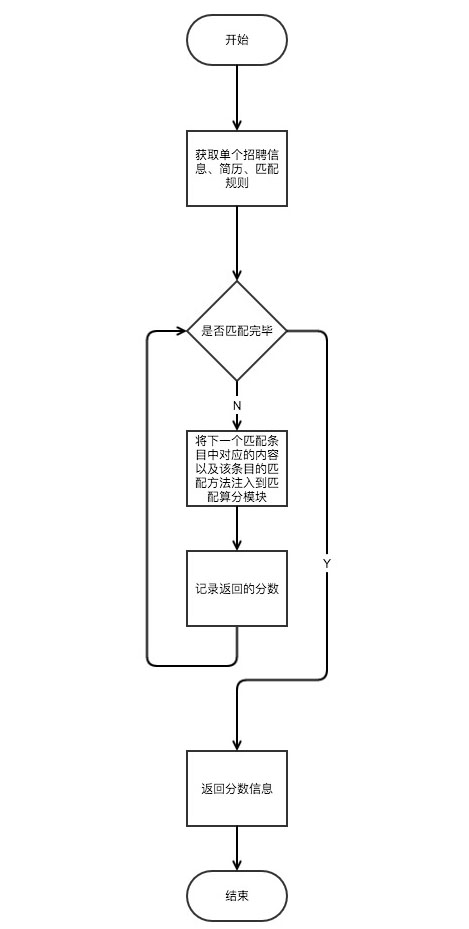 开始
获取单个招聘信
息、简历、匹配
规则
是否匹配完毕
N
将下一个匹配条
目中对应的内容
以及该条目的匹
配方法注入到匹
配算分模块
Y
记录返回的分数
返回分数信息
结束